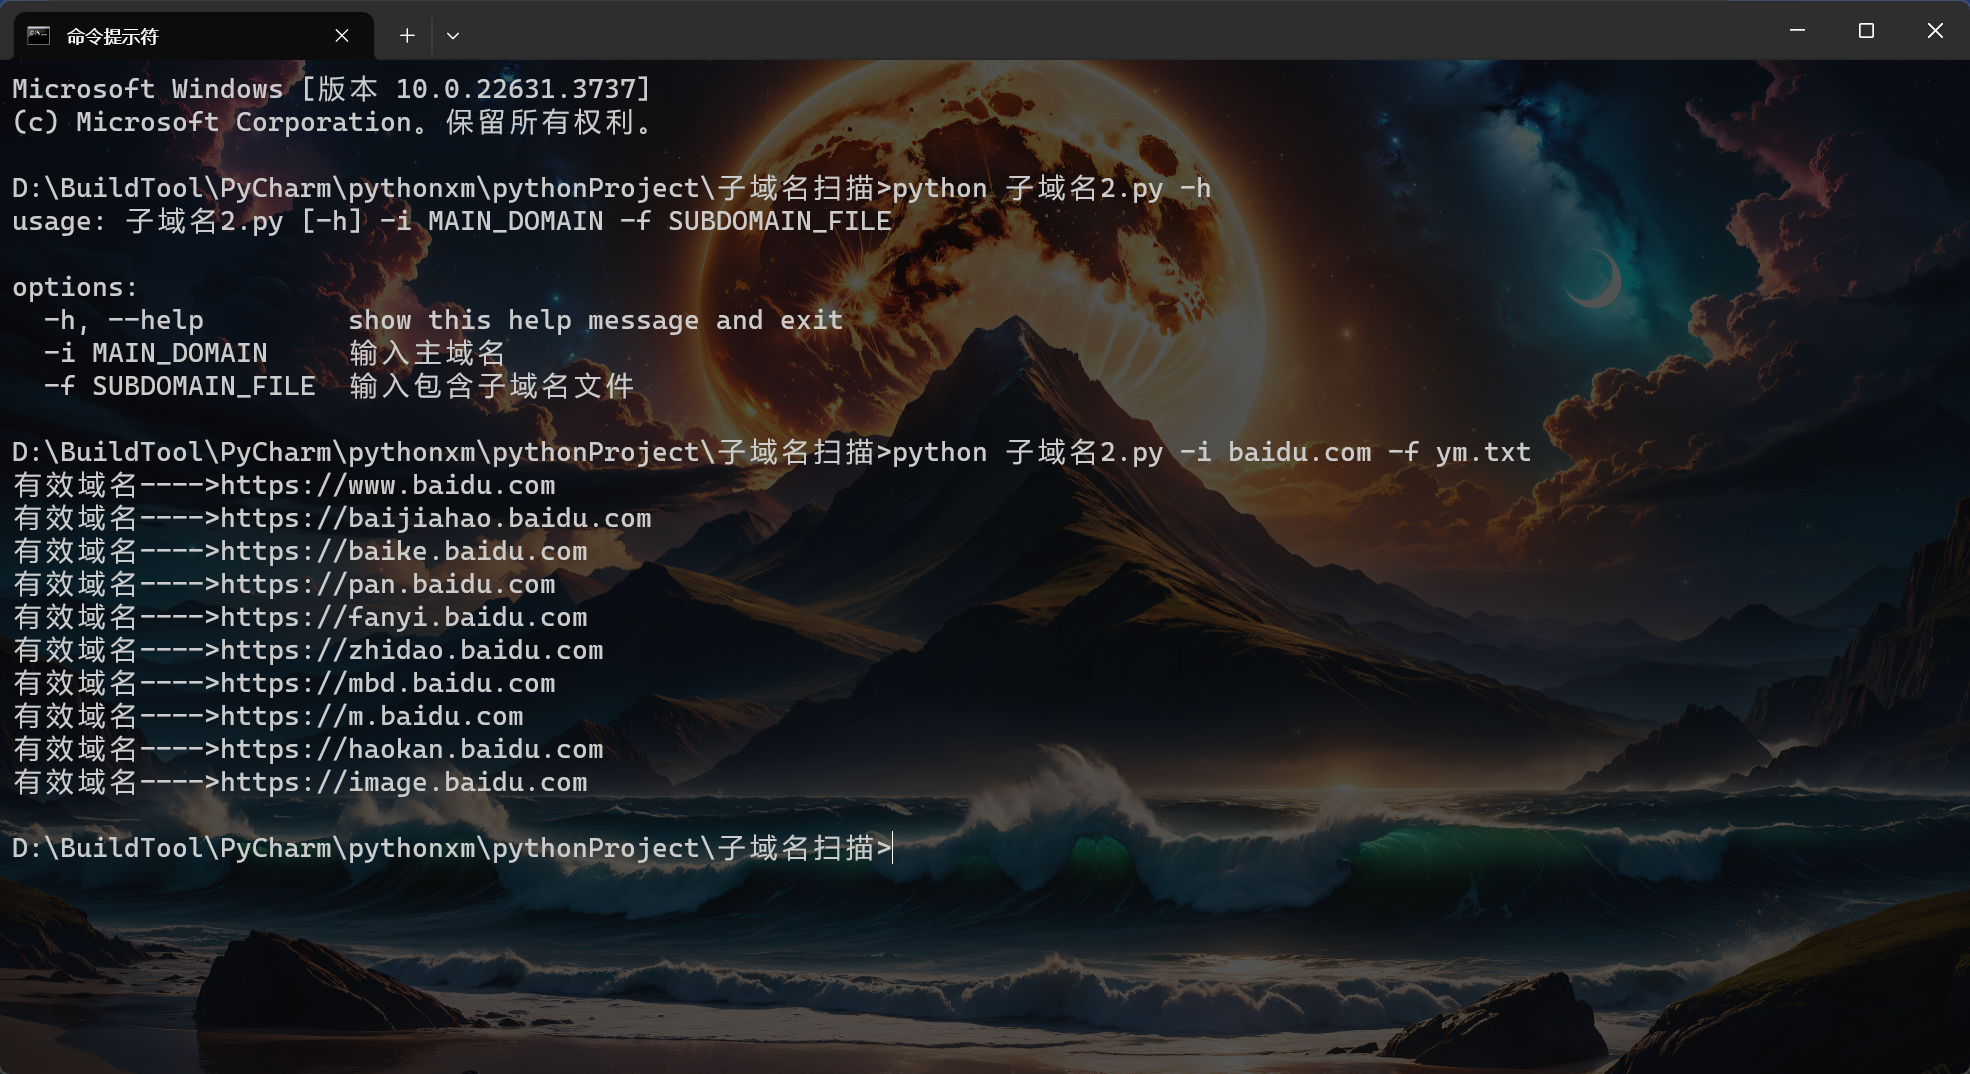 命令提示符
Microsoft Windows [版本 10.0.22631.3737]
(c) Microsoft Corporation。保留所有权利。
D:\BuildTool\PyCharm\pythonxm\pythonProject\子域名扫描>python 子域名2.py -h
usage: 子域名2.py [-h] -i MAIN_DOMAIN -f SUBDOMAIN_FILE
options:
  -h, --help         show this help message and exit
  -i MAIN_DOMAIN     输入主域名
  -f SUBDOMAIN_FILE  输入包含子域名文件
D:\BuildTool\PyCharm\pythonxm\pythonProject\子域名扫描>python 子域名2.py -i baidu.com -f ym.txt
有效域名---->https://www.baidu.com
有效域名---->https://baijiahao.baidu.com
有效域名---->https://baike.baidu.com
有效域名---->https://pan.baidu.com
有效域名---->https://fanyi.baidu.com
有效域名---->https://zhidao.baidu.com
有效域名---->https://mbd.baidu.com
有效域名---->https://m.baidu.com
有效域名---->https://haokan.baidu.com
有效域名---->https://image.baidu.com
D:\BuildTool\PyCharm\pythonxm\pythonProject\子域名扫描>